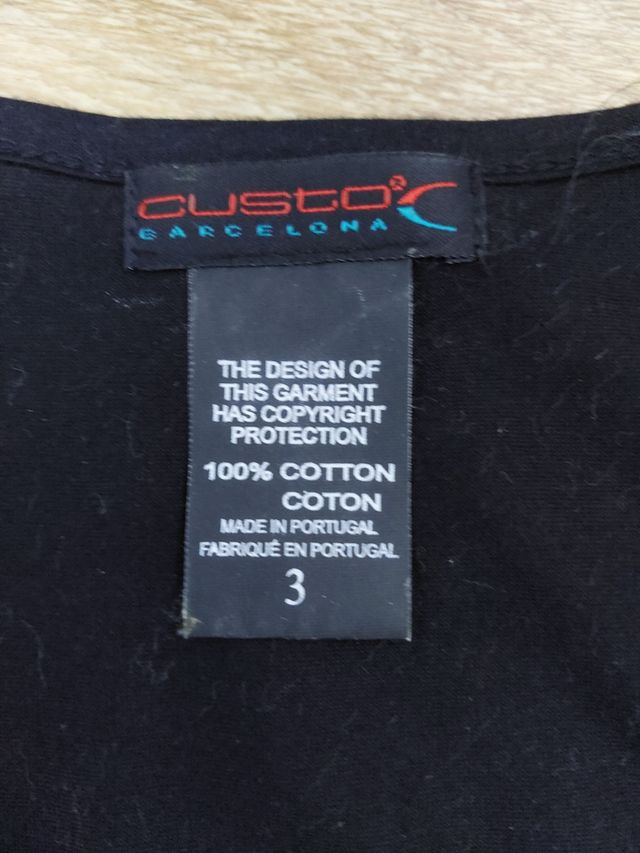 custo
BARCELONA
THE DESIGN OF
THIS GARMENT
HAS COPYRIGHT
PROTECTION
100% COTTON
COTON
MADE IN PORTUGAL
FABRIQUÉ EN PORTUGAL
3